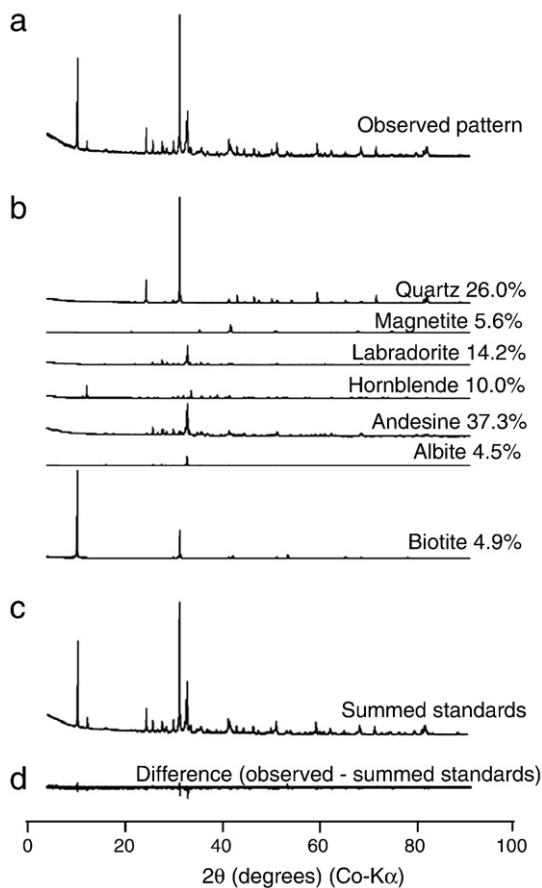 a
Observed pattern
b
Quartz 26.0%
Magnetite 5.6%
Labradorite 14.2%
Hornblende 10.0%
Andesine 37.3%
Albite 4.5%
Biotite 4.9%
c
Summed standards
d
Difference (observed - summed standards)
0 20 40 60 80 100
2θ (degrees) (Co-Kα)